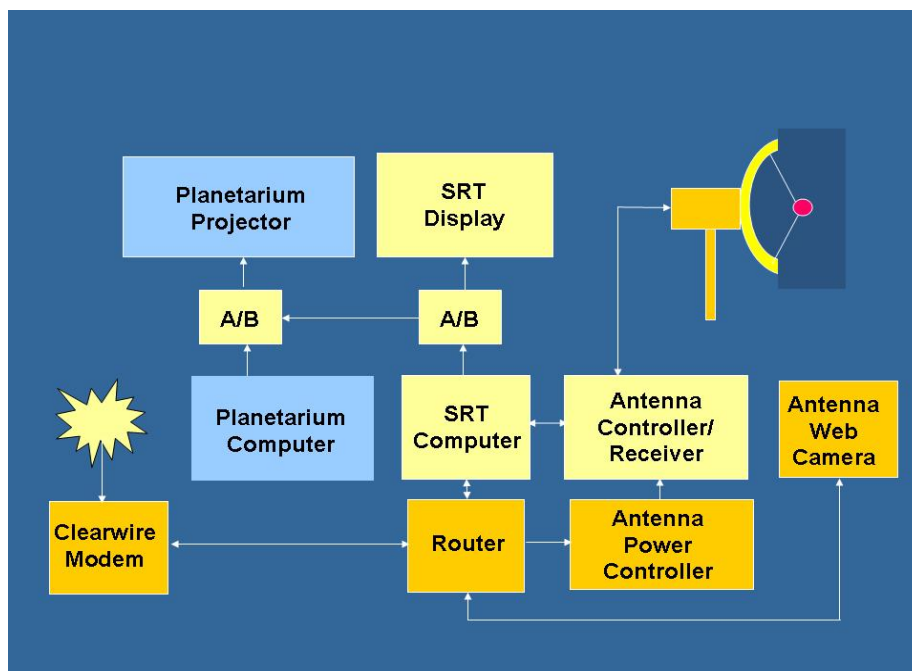 Planetarium
Projector
SRT
Display
A/B
A/B
Planetarium
Computer
SRT
Computer
Antenna
Controller/
Receiver
Antenna
Web
Camera
Clearwire
Modem
Router
Antenna
Power
Controller